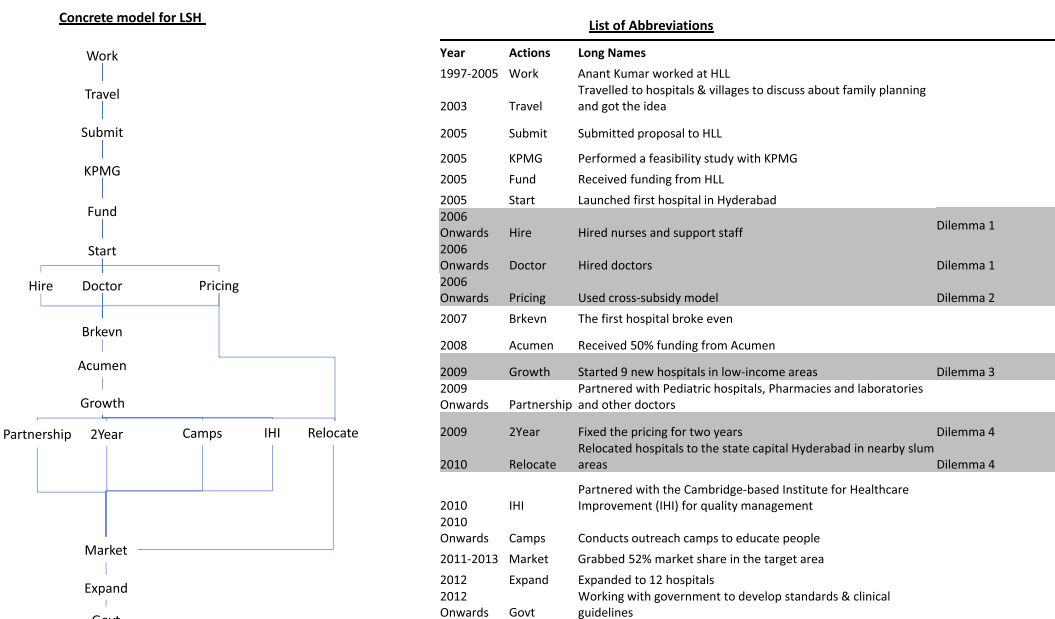 Concrete model for LSH
Work
Travel
Submit
KPMG
Fund
Start
Hire Doctor Pricing
Brkevn
Acumen
Growth
Partnership 2Year Camps IHI Relocate
Market
Expand
Govt
List of Abbreviations
Year Actions Long Names
1997-2005 Work Anant Kumar worked at HLL
Travelled to hospitals & villages to discuss about family planning
2003 Travel and got the idea
2005 Submit Submitted proposal to HLL
2005 KPMG Performed a feasibility study with KPMG
2005 Fund Received funding from HLL
2005 Start Launched first hospital in Hyderabad
2006
Onwards Hire Hired nurses and support staff Dilema 1
2006
Onwards Doctor Hired doctors Dilema 1
2006
Onwards Pricing Used cross-subsidy model Dilema 2
2007 Brkevn The first hospital broke even
2008 Acumen Received 50% funding from Acumen
2009 Growth Started 9 new hospitals in low-income areas Dilema 3
2009 Partnered with Pediatric hospitals, Pharmacies and laboratories
Onwards Partnership and other doctors
2009 2Year Fixed the pricing for two years Dilema 4
Relocated hospitals to the state capital Hyderabad in nearby slum
2010 Relocate areas Dilema 4
Partnered with the Cambridge-based Institute for Healthcare
2010 IHI Improvement (IHI) for quality management
2010
Onwards Camps Conducts outreach camps to educate people
2011-2013 Market Grabbed 52% market share in the target area
2012 Expand Expanded to 12 hospitals
2012 Working with government to develop standards & clinical
Onwards Govt guidelines